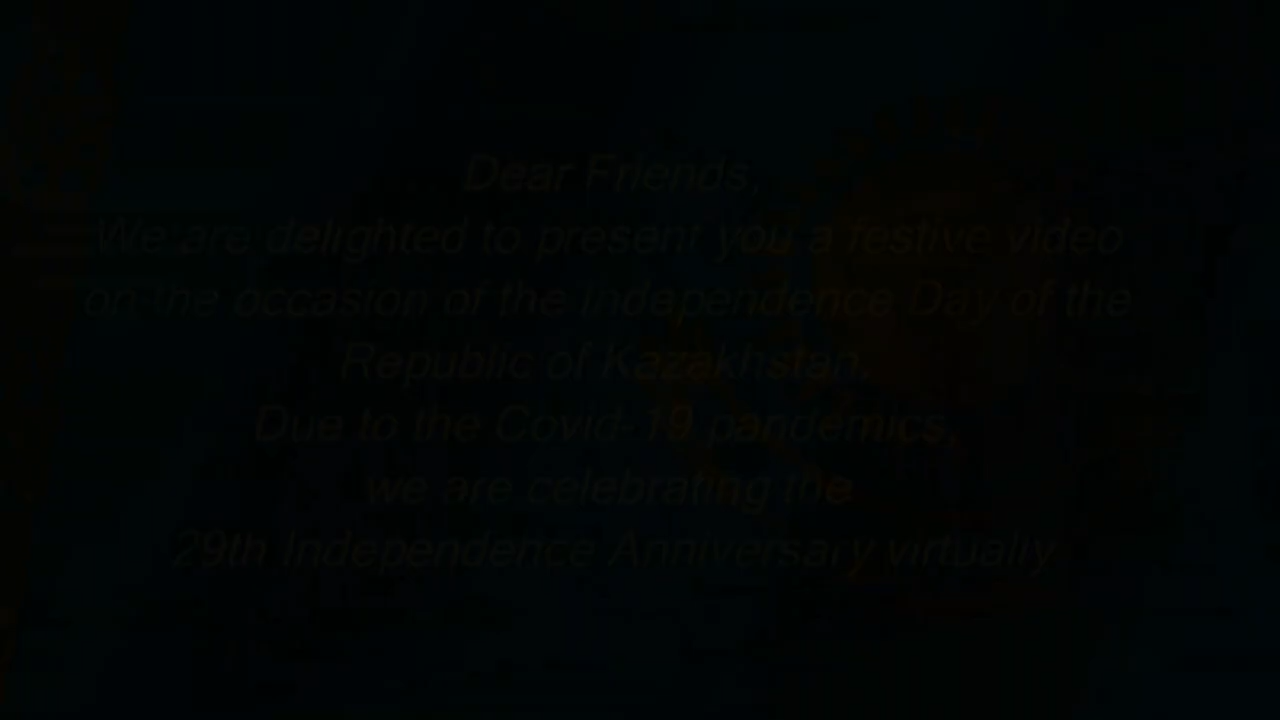 Dear Friends,
We are delighted to present you a festive video
on the occasion of the Independence Day of the
Republic of Kazakhstan.
Due to the Covid-19 pandemics,
we are celebrating the
29th Independence Anniversary virtually.